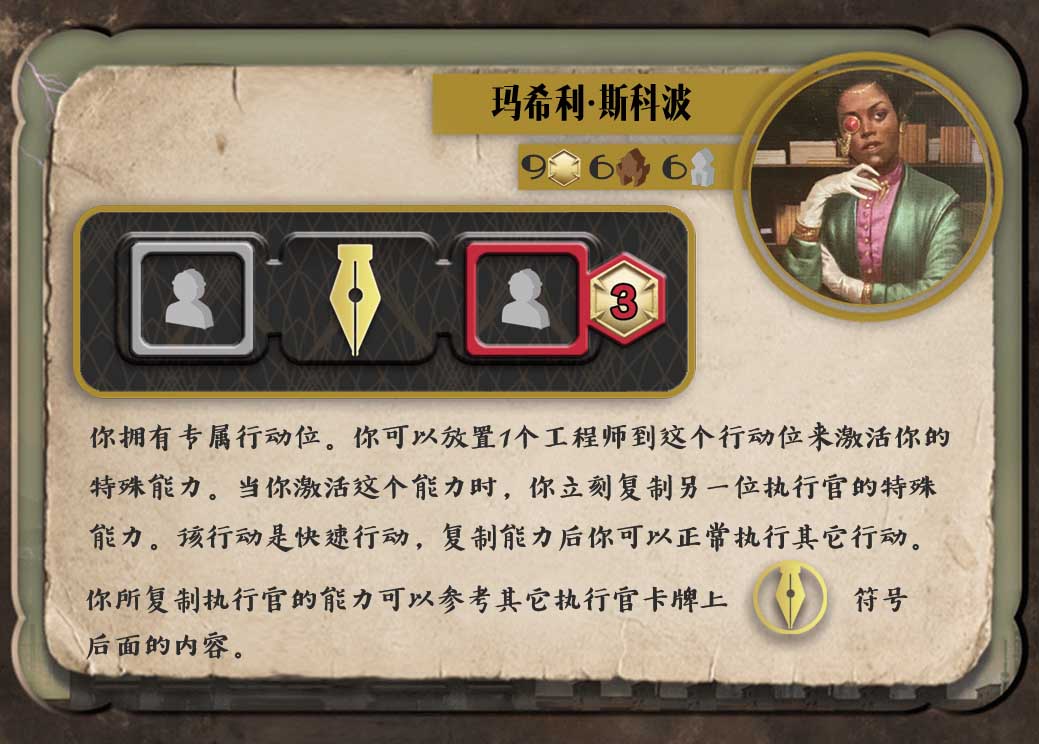 玛希利·斯科波
9 6 6
3
你拥有专属行动位。你可以放置1个工程师到这个行动位来激活你的
特殊能力。当你激活这个能力时，你立刻复制另一位执行官的特殊
能力。该行动是快速行动，复制能力后你可以正常执行其它行动。
你所复制执行官的能力可以参考其它执行官卡牌上 符号
后面的内容。